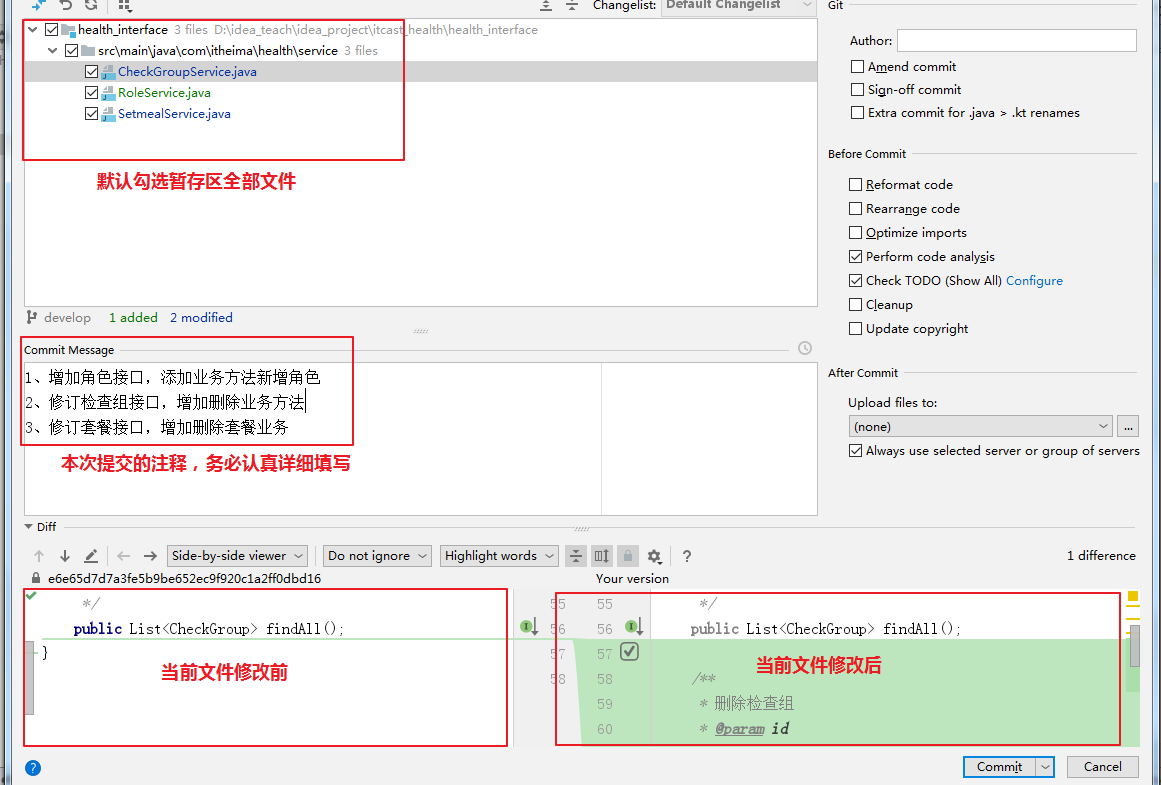 Changelist: Default Changelist
Git
health_interface 3 files D:\idea_teach\idea_project\itcast_health\health_interface
src\main\java\com\itheima\health\service 3 files
CheckGroupService.java
RoleService.java
SetmealService.java
默认勾选暂存区全部文件
Author:
Amend commit
Sign-off commit
Extra commit for .java > .kt renames
Before Commit
Reformat code
Rearrange code
Optimize imports
Perform code analysis
Check TODO (Show All) Configure
Cleanup
Update copyright
develop 1 added 2 modified
Commit Message
1、增加角色接口，添加业务方法新增角色
2、修订检查组接口，增加删除业务方法
3、修订套餐接口，增加删除套餐业务
本次提交的注释，务必认真详细填写
After Commit
Upload files to:
(none)
...
Always use selected server or group of servers
Diff
Side-by-side viewer Do not ignore Highlight words ? 1 difference
e6e65d7d7a3fe5b9be652ec9f920c1a2ff0dbd16 Your version
*/ 55 55 */
public List<CheckGroup> findAll(); 56 56 public List<CheckGroup> findAll();
} 57 57
58 58 /**
59 * 删除检查组
60 * @param id
当前文件修改前
当前文件修改后
? Commit Cancel